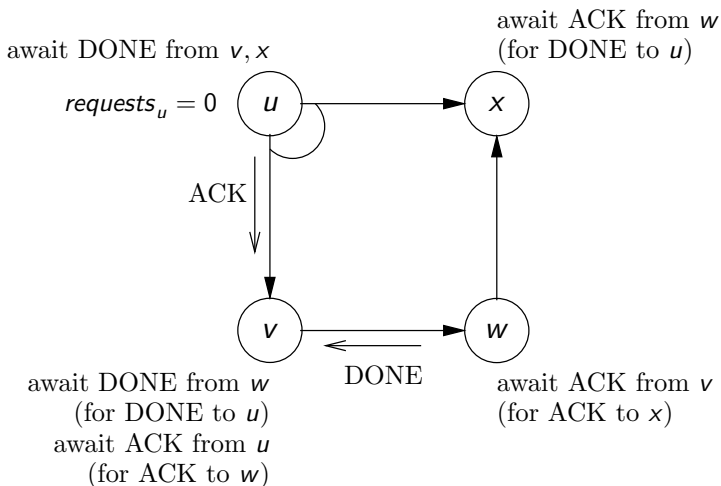 await ACK from w
(for DONE to u)
await DONE from v, x
requests_u = 0
u
x
ACK
v
w
DONE
await DONE from w
(for DONE to u)
await ACK from u
(for ACK to w)
await ACK from v
(for ACK to x)